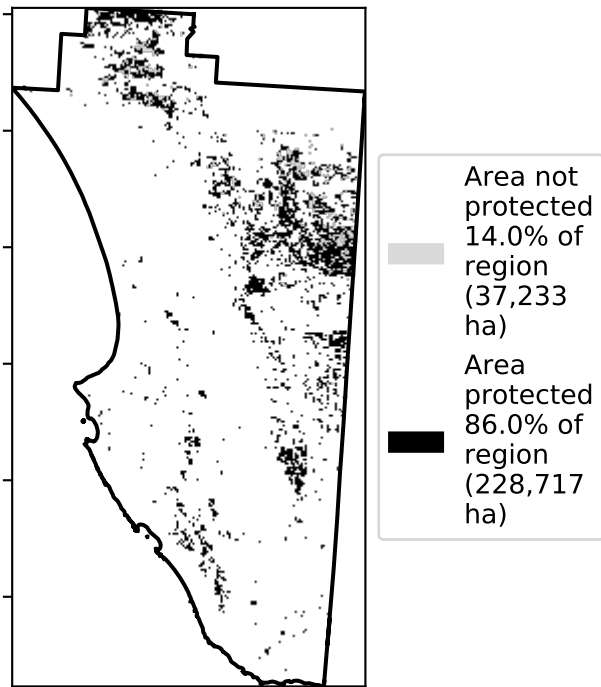 Area not
protected
14.0% of
region
(37,233
ha)
Area
protected
86.0% of
region
(228,717
ha)